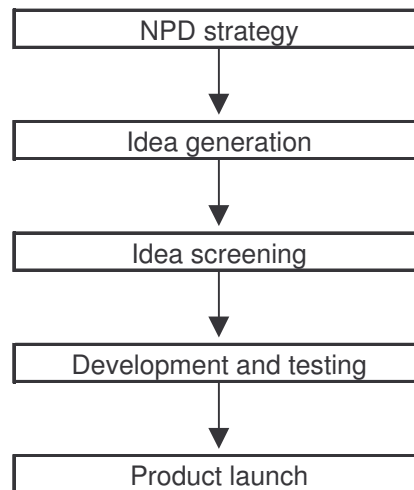 NPD strategy
Idea generation
Idea screening
Development and testing
Product launch